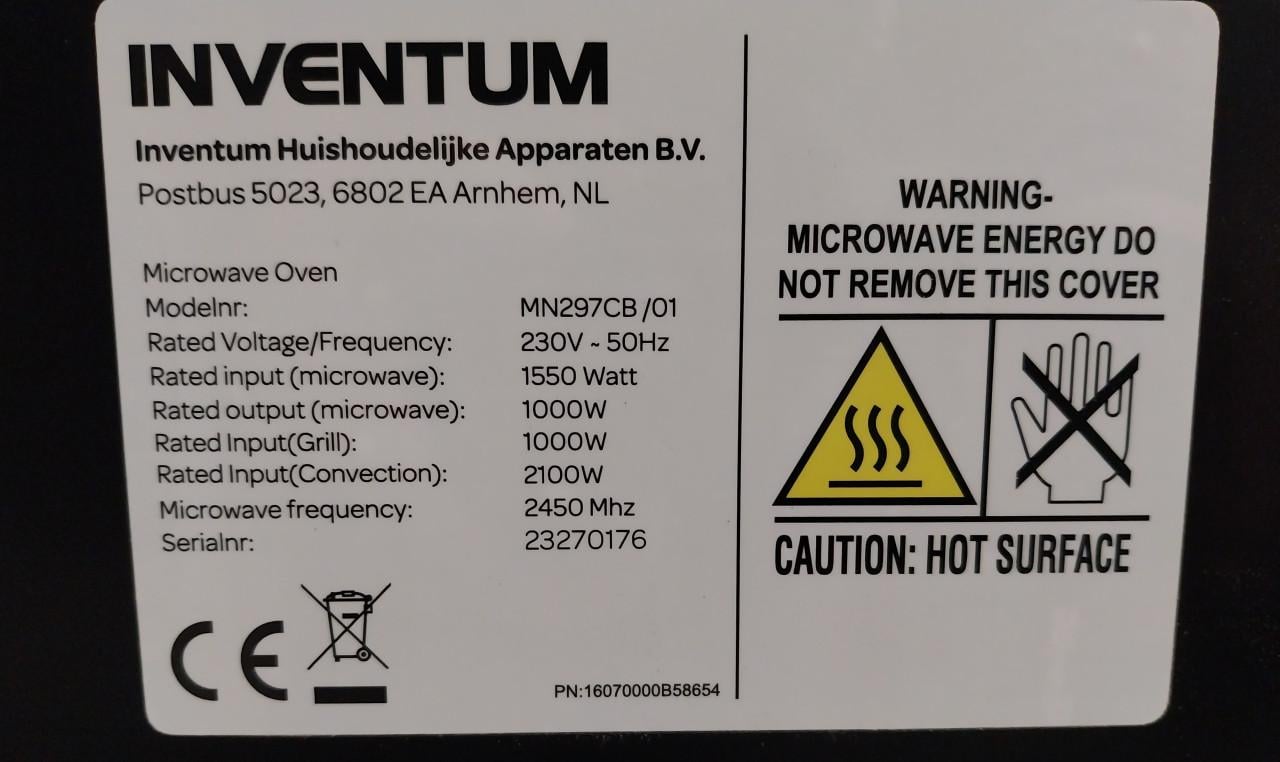 INVENTUM
Inventum Huishoudelijke Apparaten B.V.
Postbus 5023, 6802 EA Arnhem, NL
Microwave Oven
Modelnr: MN297CB /01
Rated Voltage/Frequency: 230V ~ 50Hz
Rated input (microwave): 1550 Watt
Rated output (microwave): 1000W
Rated Input(Grill): 1000W
Rated Input(Convection): 2100W
Microwave frequency: 2450 Mhz
Serialnr: 23270176
CE
PN:16070000B58654
WARNING-
MICROWAVE ENERGY DO
NOT REMOVE THIS COVER
CAUTION: HOT SURFACE